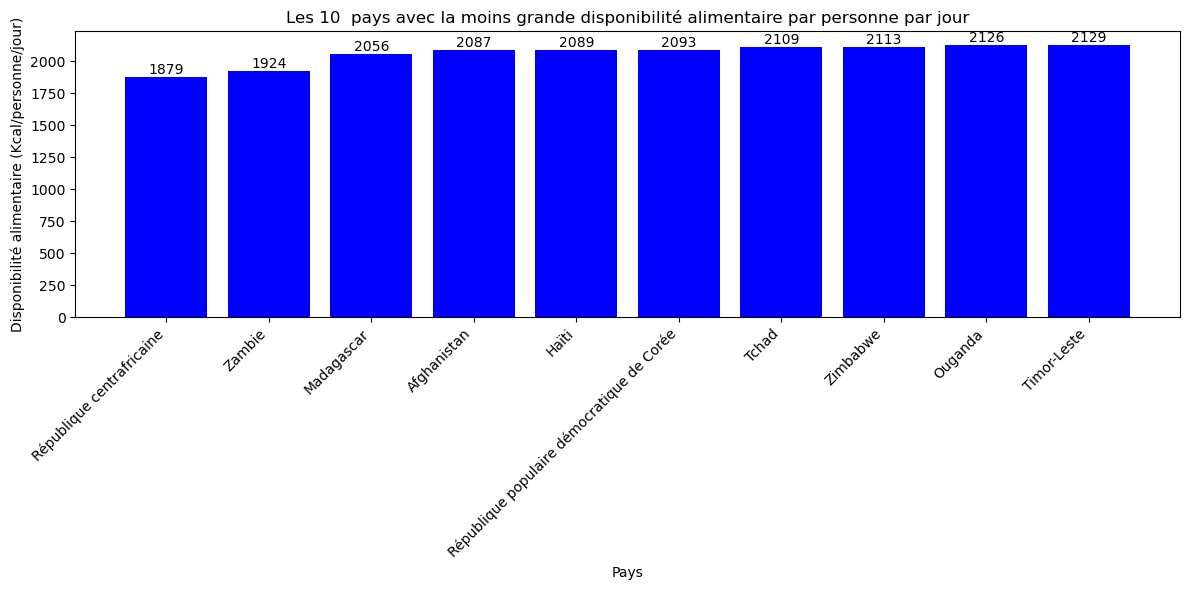 Les 10  pays avec la moins grande disponibilité alimentaire par personne par jour
Disponibilité alimentaire (Kcal/personne/jour)
2000
1750
1500
1250
1000
750
500
250
0
1879
1924
2056
2087
2089
2093
2109
2113
2126
2129
République centrafricaine
Zambie
Madagascar
Afghanistan
Haïti
République populaire démocratique de Corée
Tchad
Zimbabwe
Ouganda
Timor-Leste
Pays